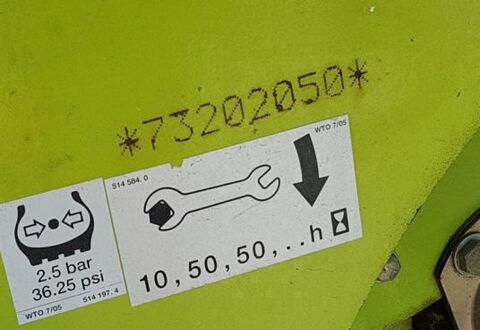 *73202050*
WTO 7/05
514 584. 0
10,50,50,..h
2.5 bar
36.25 psi
514 197. 4
WTO 7/05